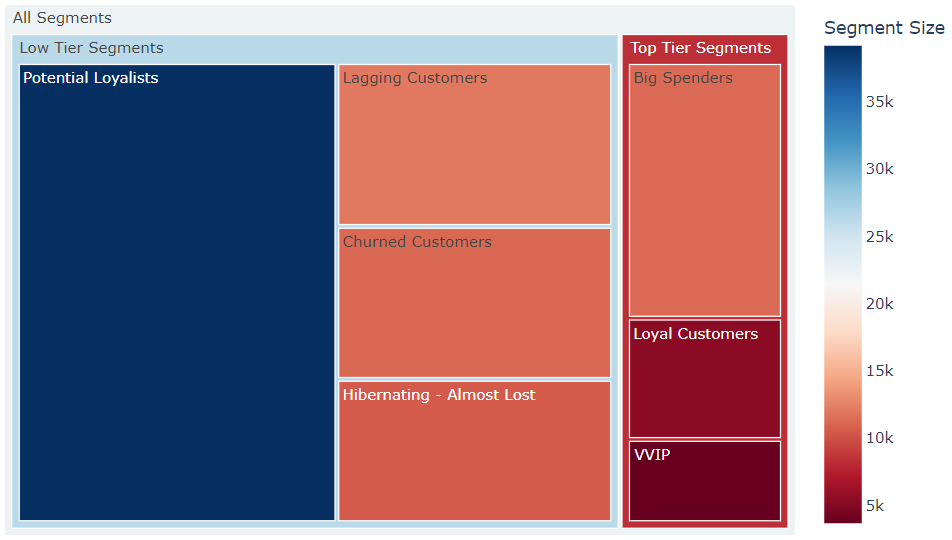 All Segments
Low Tier Segments
Potential Loyalists
Lagging Customers
Churned Customers
Hibernating - Almost Lost
Top Tier Segments
Big Spenders
Loyal Customers
VVIP
Segment Size
35k
30k
25k
20k
15k
10k
5k